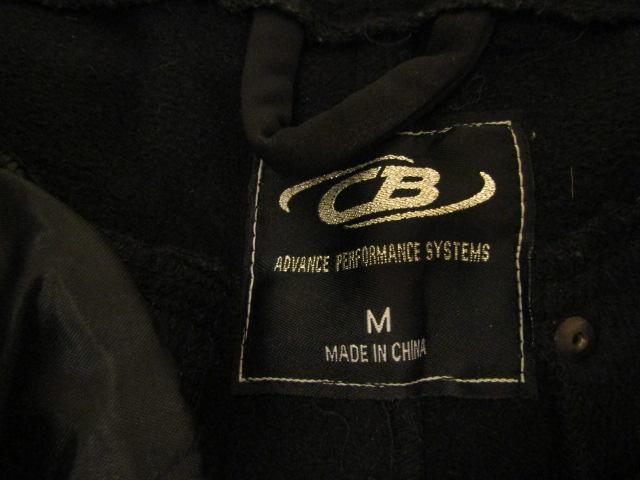 CB
ADVANCE PERFORMANCE SYSTEMS
M
MADE IN CHINA